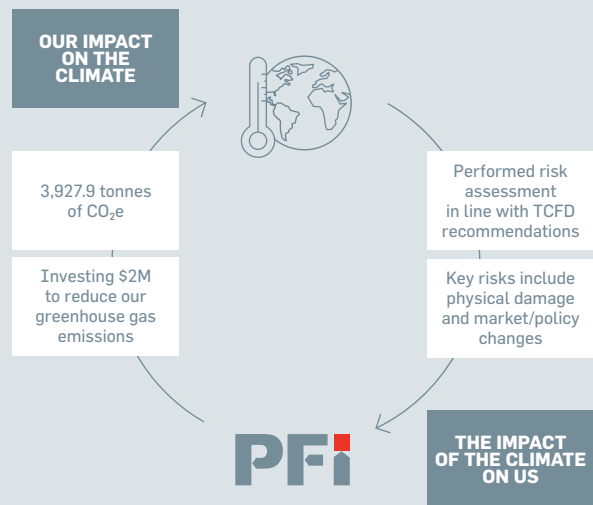 OUR IMPACT
ON THE
CLIMATE
3,927.9 tonnes
of CO₂e
Investing $2M
to reduce our
greenhouse gas
emissions
Performed risk
assessment
in line with TCFD
recommendations
Key risks include
physical damage
and market/policy
changes
PFi
THE IMPACT
OF THE CLIMATE
ON US